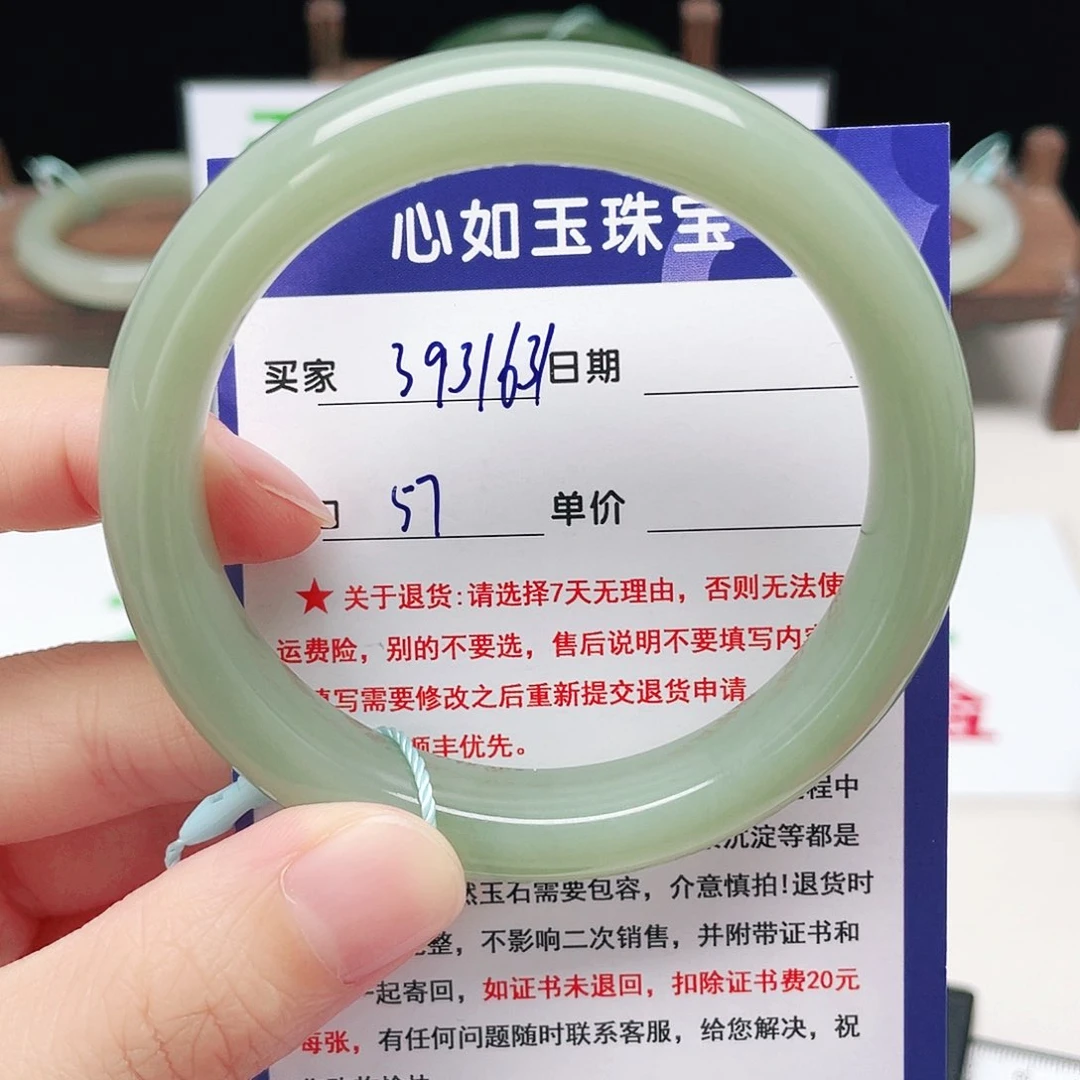 心如玉珠宝
买家 393163 日期
口 57 单价
★关于退货:请选择7天无理由，否则无法使
运费险，别的不要选，售后说明不要填写内
填写需要修改之后重新提交退货申请
顺丰优先。
程中
沉淀等都是
然玉石需要包容，介意慎拍!退货时
整，不影响二次销售，并附带证书和
一起寄回，如证书未退回，扣除证书费20元
每张，有任何问题随时联系客服，给您解决，祝